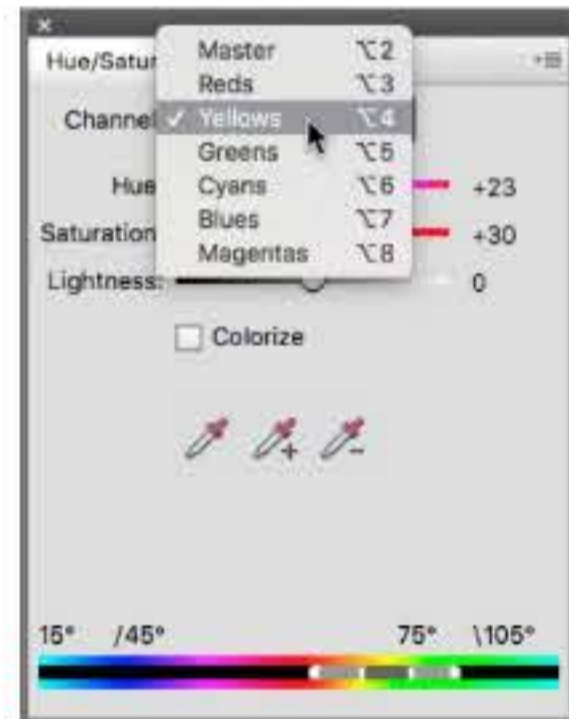 Hue/Satur
Master ⌥2
Reds ⌥3
Channel ✓ Yellows ⌥4
Greens ⌥5
Hue Cyans ⌥6 +23
Blues ⌥7
Saturation +30
Magentas ⌥8
Lightness: 0
Colorize
15° /45° 75° \105°